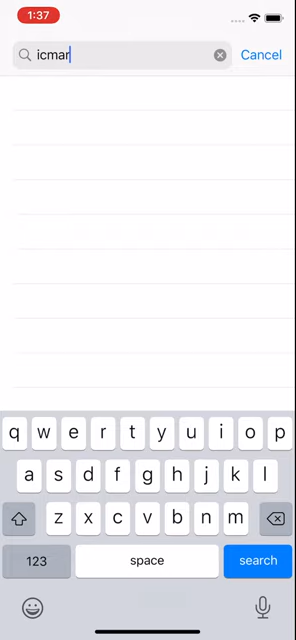 1:37
icmar
Cancel
q w e r t y u i o p
a s d f g h j k l
z x c v b n m
123 space search